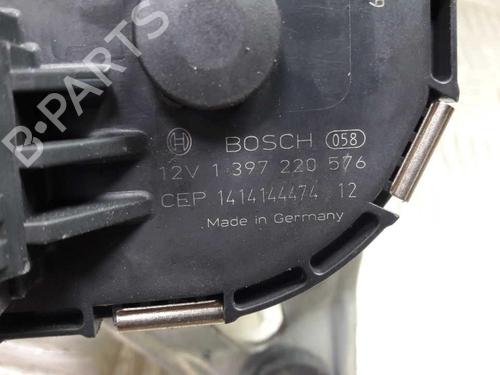 B-PARTS
BOSCH 058
12V 1 397 220 576
CEP 1414144474 12
Made in Germany